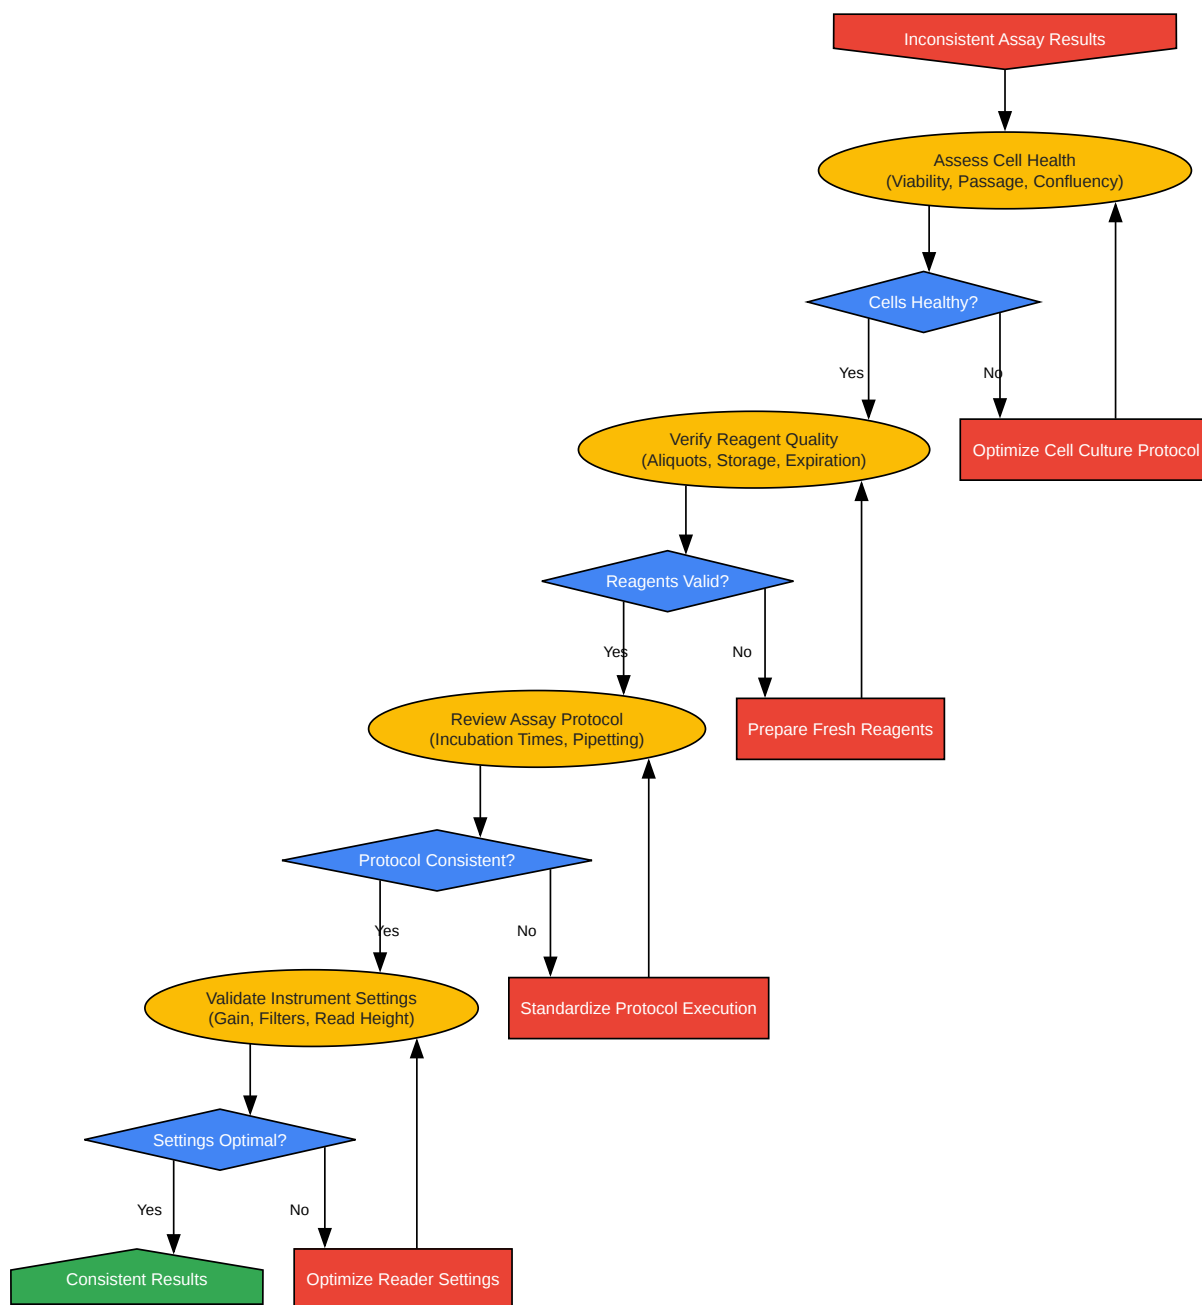 Inconsistent Assay Results
Assess Cell Health
(Viability, Passage, Confluency)
Cells Healthy?
Yes
No
Verify Reagent Quality
(Aliquots, Storage, Expiration)
Optimize Cell Culture Protocol
Reagents Valid?
Yes
No
Review Assay Protocol
(Incubation Times, Pipetting)
Prepare Fresh Reagents
Protocol Consistent?
Yes
No
Validate Instrument Settings
(Gain, Filters, Read Height)
Standardize Protocol Execution
Settings Optimal?
Yes
No
Consistent Results
Optimize Reader Settings